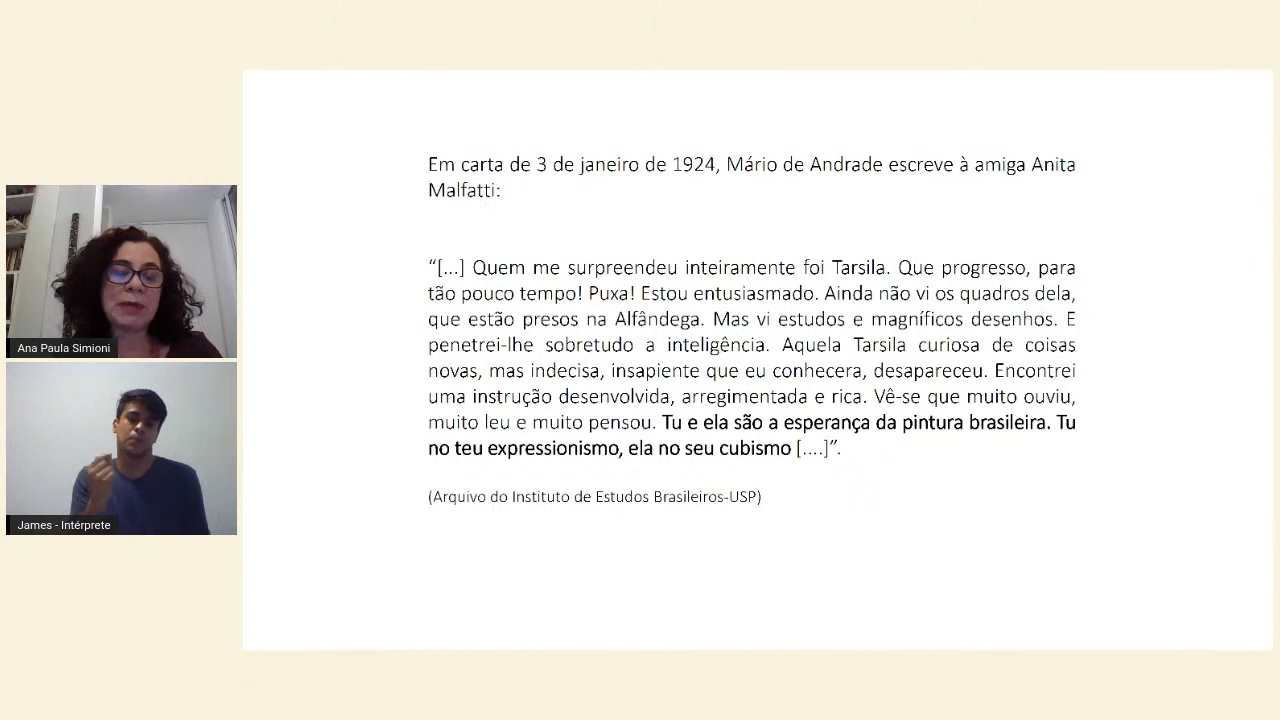 Em carta de 3 de janeiro de 1924, Mário de Andrade escreve à amiga Anita
Malfatti:
“[...] Quem me surpreendeu inteiramente foi Tarsila. Que progresso, para
tão pouco tempo! Puxa! Estou entusiasmado. Ainda não vi os quadros dela,
que estão presos na Alfândega. Mas vi estudos e magníficos desenhos. E
penetrei-lhe sobretudo a inteligência. Aquela Tarsila curiosa de coisas
novas, mas indecisa, insapiente que eu conhecera, desapareceu. Encontrei
uma instrução desenvolvida, arregimentada e rica. Vê-se que muito ouviu,
muito leu e muito pensou. Tu e ela são a esperança da pintura brasileira. Tu
no teu expressionismo, ela no seu cubismo [....]”.
(Arquivo do Instituto de Estudos Brasileiros-USP)
Ana Paula Simioni
James - Intérprete